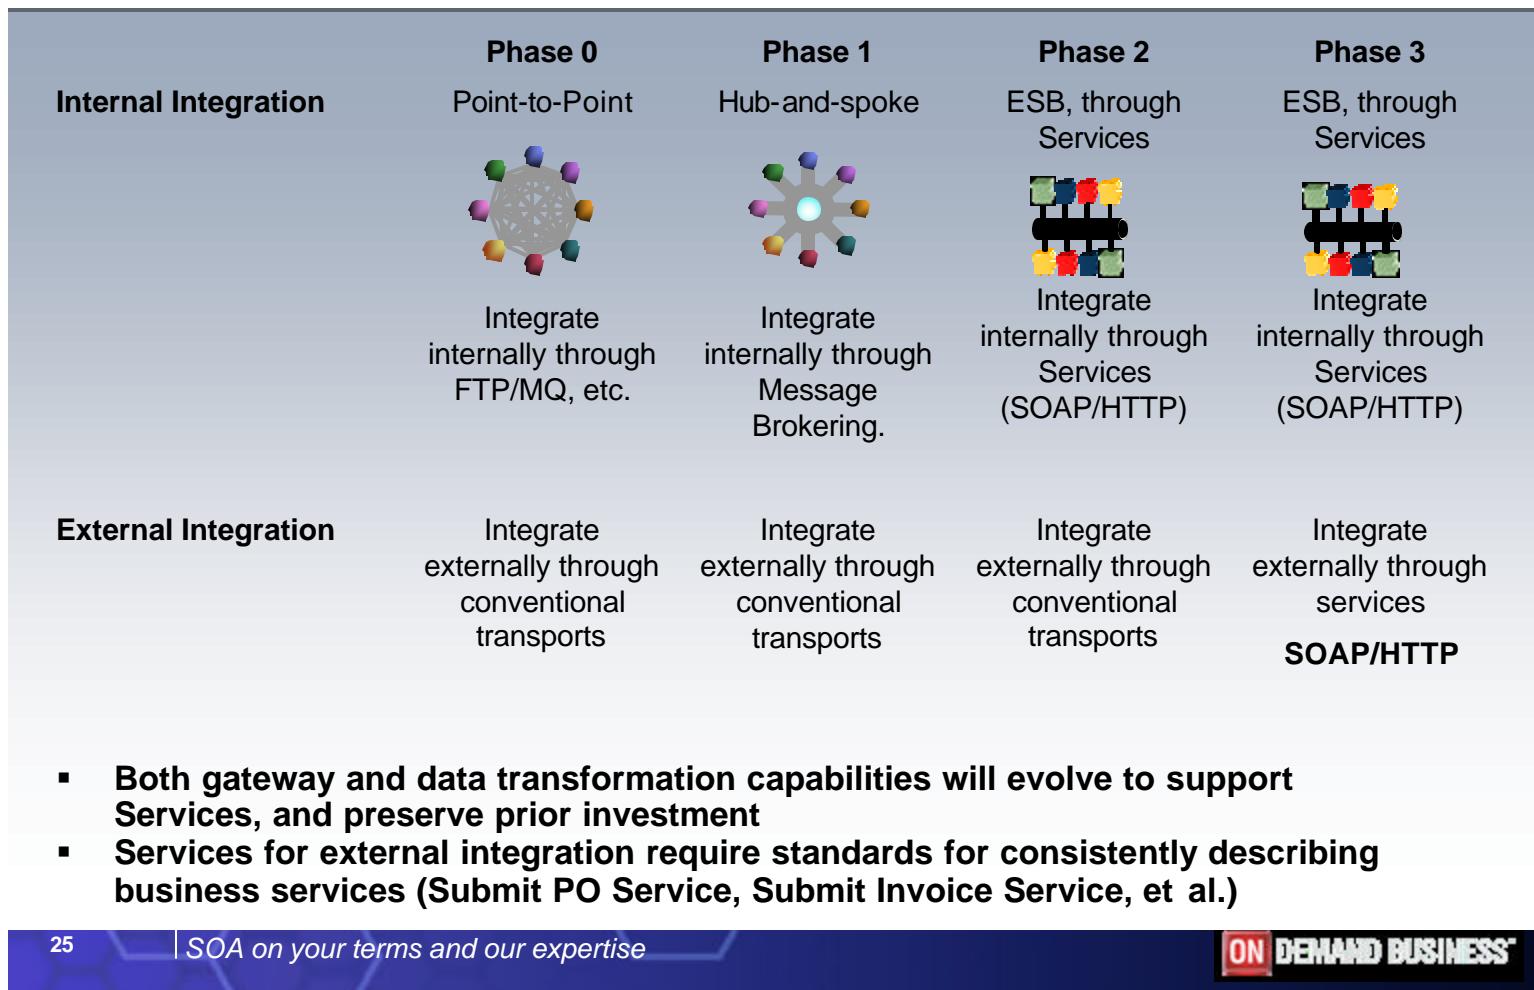 Phase 0 Phase 1 Phase 2 Phase 3
Internal Integration
Point-to-Point
Hub-and-spoke
ESB, through
Services
ESB, through
Services
Integrate
internally through
FTP/MQ, etc.
Integrate
internally through
Message
Brokering.
Integrate
internally through
Services
(SOAP/HTTP)
Integrate
internally through
Services
(SOAP/HTTP)
External Integration
Integrate
externally through
conventional
transports
Integrate
externally through
conventional
transports
Integrate
externally through
conventional
transports
Integrate
externally through
services
SOAP/HTTP
▪ Both gateway and data transformation capabilities will evolve to support
Services, and preserve prior investment
▪ Services for external integration require standards for consistently describing
business services (Submit PO Service, Submit Invoice Service, et al.)
25
SOA on your terms and our expertise
ON DEMAND BUSINESS™